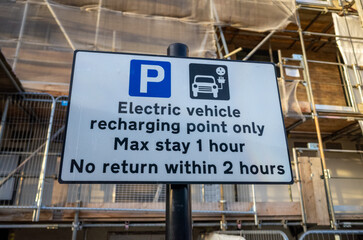 P
Electric vehicle
recharging point only
Max stay 1 hour
No return within 2 hours